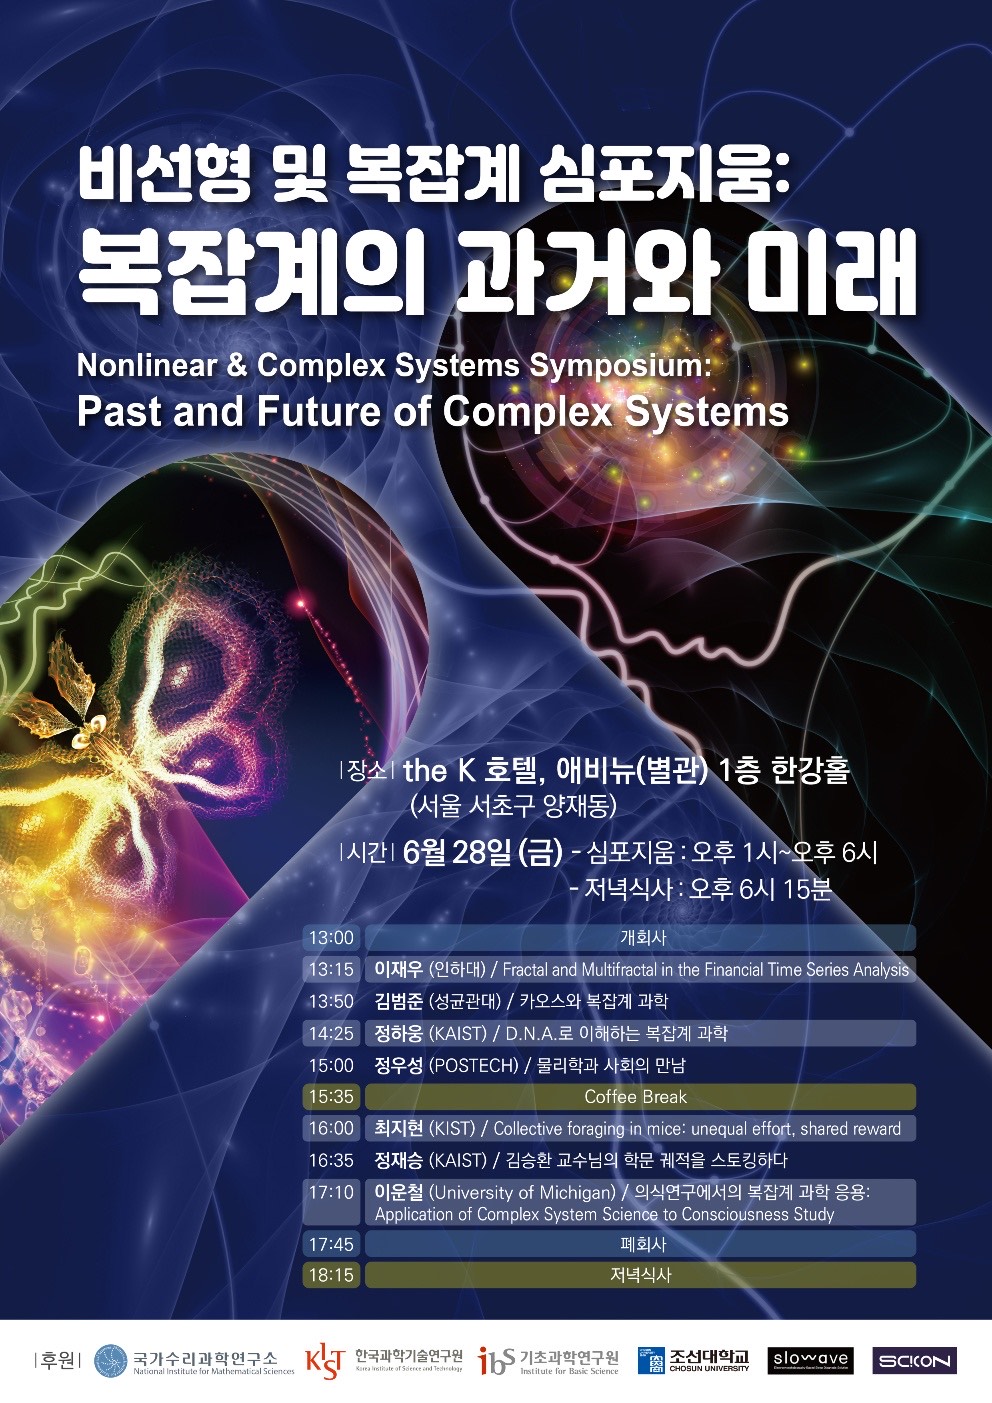 비선형 및 복잡계 심포지움:
복잡계의 과거와 미래
Nonlinear & Complex Systems Symposium:
Past and Future of Complex Systems
|장소| the K 호텔, 애비뉴(별관) 1층 한강홀
(서울 서초구 양재동)
|시간| 6월 28일 (금) - 심포지움 : 오후 1시~오후 6시
- 저녁식사 : 오후 6시 15분
13:00 개회사
13:15 이재우 (인하대) / Fractal and Multifractal in the Financial Time Series Analysis
13:50 김범준 (성균관대) / 카오스와 복잡계 과학
14:25 정하웅 (KAIST) / D.N.A.로 이해하는 복잡계 과학
15:00 정우성 (POSTECH) / 물리학과 사회의 만남
15:35 Coffee Break
16:00 최지현 (KIST) / Collective foraging in mice: unequal effort, shared reward
16:35 정재승 (KAIST) / 김승환 교수님의 학문 궤적을 스토킹하다
17:10 이운철 (University of Michigan) / 의식연구에서의 복잡계 과학 응용:
Application of Complex System Science to Consciousness Study
17:45 폐회사
18:15 저녁식사
|후원| 국가수리과학연구소 KIST 한국과학기술연구원 ibs 기초과학연구원 조선대학교 slowave SCION
National Institute for Mathematical Sciences Korea Institute of Science and Technology Institute for Basic Science CHOSUN UNIVERSITY